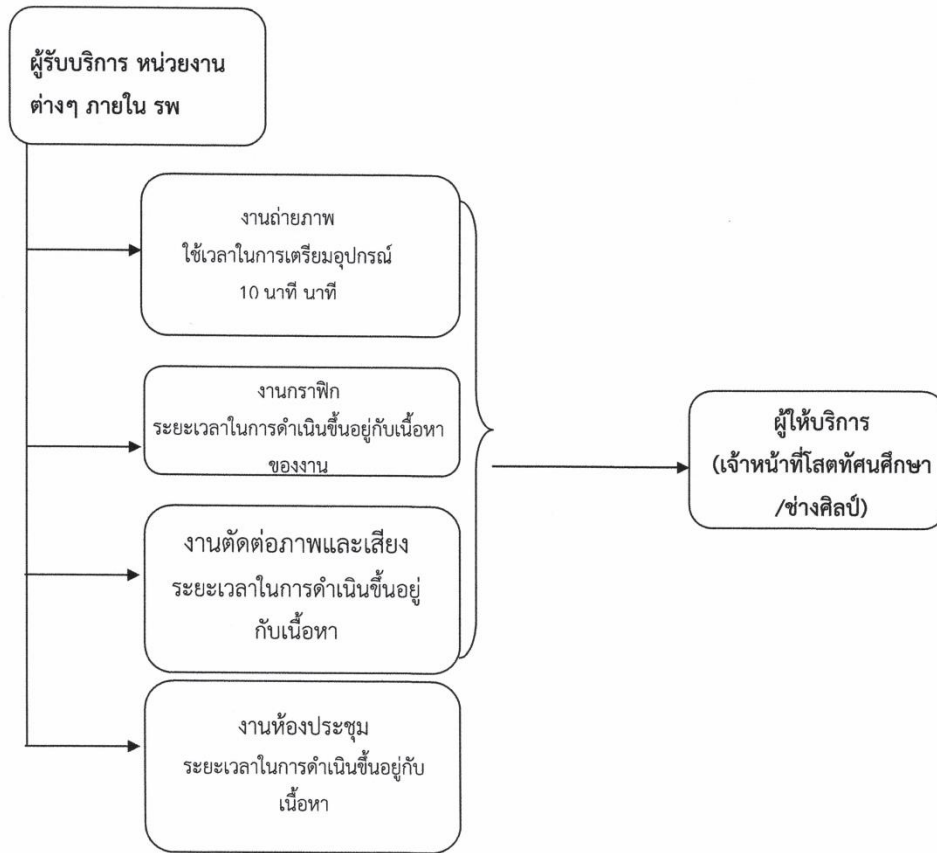 ผู้รับบริการ หน่วยงาน
ต่างๆ ภายใน รพ
งานถ่ายภาพ
ใช้เวลาในการเตรียมอุปกรณ์
10 นาที นาที
งานกราฟิก
ระยะเวลาในการดำเนินขึ้นอยู่กับเนื้อหา
ของงาน
งานตัดต่อภาพและเสียง
ระยะเวลาในการดำเนินขึ้นอยู่
กับเนื้อหา
งานห้องประชุม
ระยะเวลาในการดำเนินขึ้นอยู่กับ
เนื้อหา
ผู้ให้บริการ
(เจ้าหน้าที่โสตทัศนศึกษา
/ช่างศิลป์)